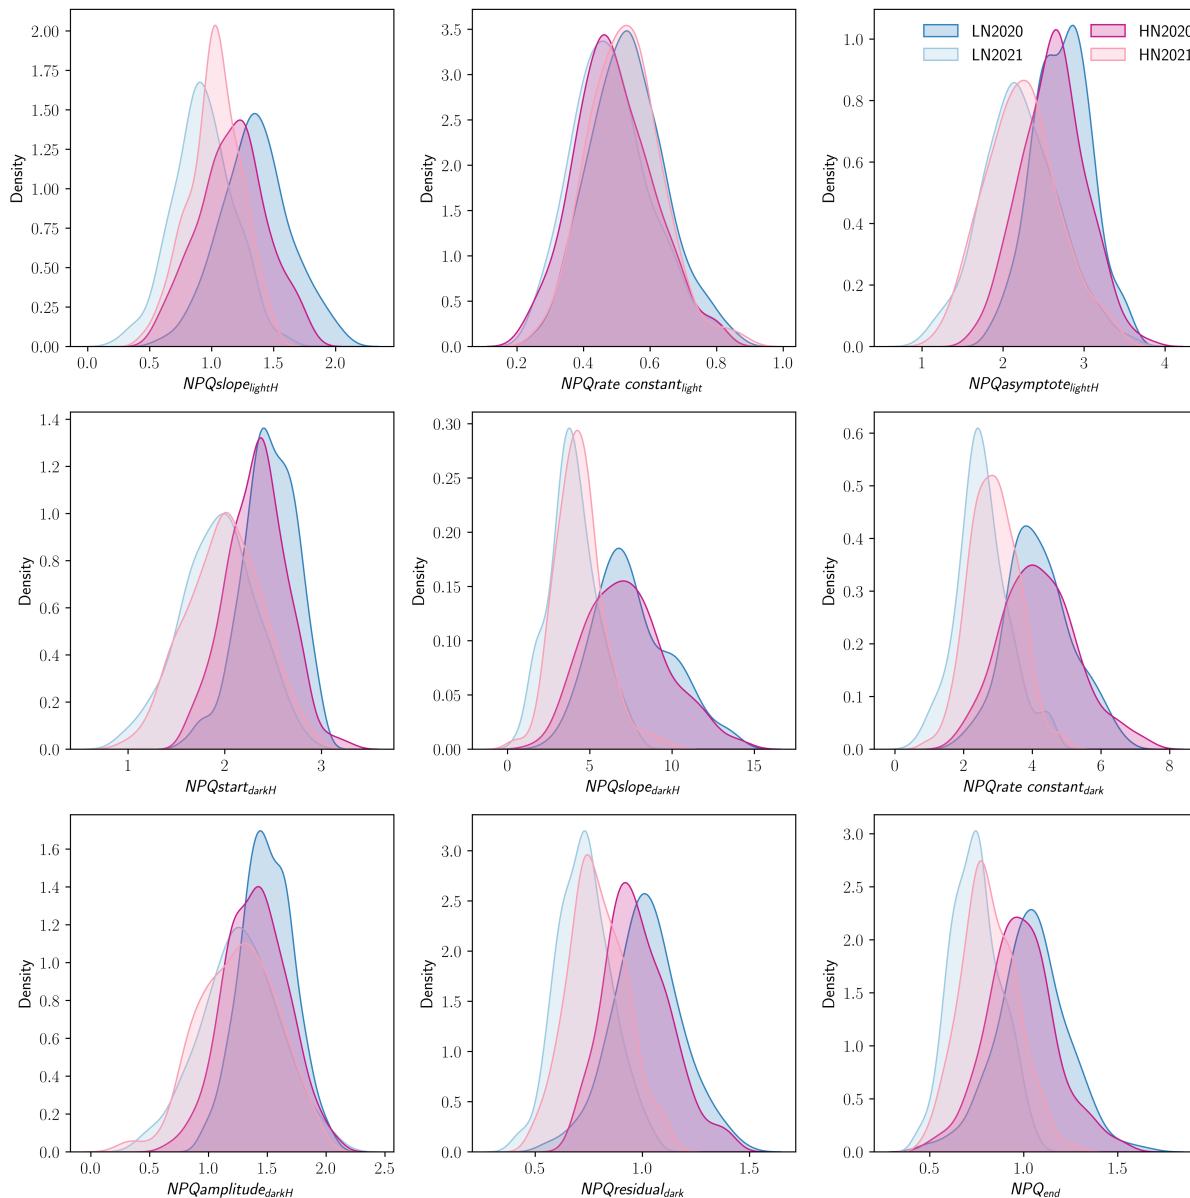 2.00
1.75
1.50
1.25
1.00
0.75
0.50
0.25
0.00
Density
0.0 0.5 1.0 1.5 2.0
NPQslope_lightH
3.5
3.0
2.5
2.0
1.5
1.0
0.5
0.0
Density
0.2 0.4 0.6 0.8 1.0
NPQrate constant_light
LN2020 HN2020
LN2021 HN2021
1.0
0.8
0.6
0.4
0.2
0.0
Density
1 2 3 4
NPQasymptote_lightH
1.4
1.2
1.0
0.8
0.6
0.4
0.2
0.0
Density
1 2 3
NPQstart_darkH
0.30
0.25
0.20
0.15
0.10
0.05
0.00
Density
0 5 10 15
NPQslope_darkH
0.6
0.5
0.4
0.3
0.2
0.1
0.0
Density
0 2 4 6 8
NPQrate constant_dark
1.6
1.4
1.2
1.0
0.8
0.6
0.4
0.2
0.0
Density
0.0 0.5 1.0 1.5 2.0 2.5
NPQamplitude_darkH
3.0
2.5
2.0
1.5
1.0
0.5
0.0
Density
0.5 1.0 1.5
NPQresidual_dark
3.0
2.5
2.0
1.5
1.0
0.5
0.0
Density
0.5 1.0 1.5
NPQ_end